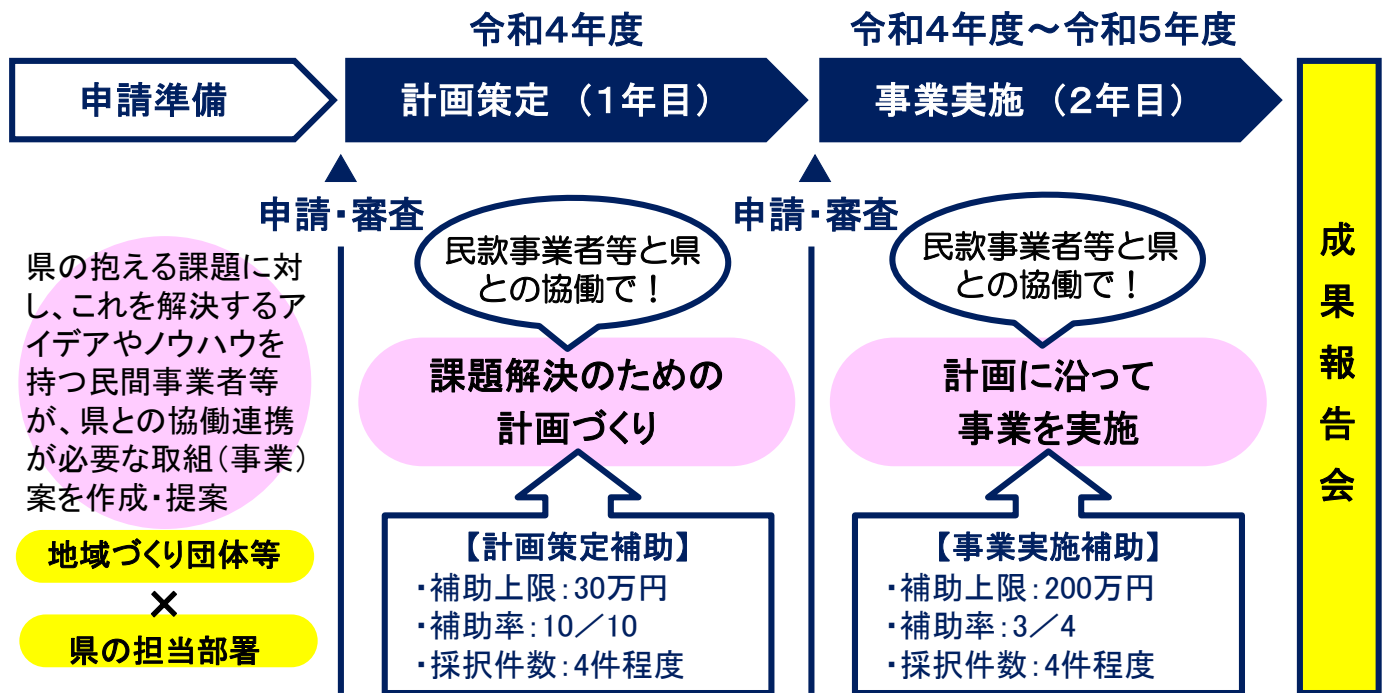 令和4年度
令和4年度～令和5年度
申請準備
計画策定 （1年目）
事業実施 （2年目）
申請・審査
申請・審査
県の抱える課題に対
し、これを解決するア
イデアやノウハウを
持つ民間事業者等
が、県との協働連携
が必要な取組（事業）
案を作成・提案
地域づくり団体等
×
県の担当部署
民款事業者等と県
との協働で！
課題解決のための
計画づくり
【計画策定補助】
・補助上限：30万円
・補助率：10／10
・採択件数：4件程度
民款事業者等と県
との協働で！
計画に沿って
事業を実施
【事業実施補助】
・補助上限：200万円
・補助率：3／4
・採択件数：4件程度
成果報告会